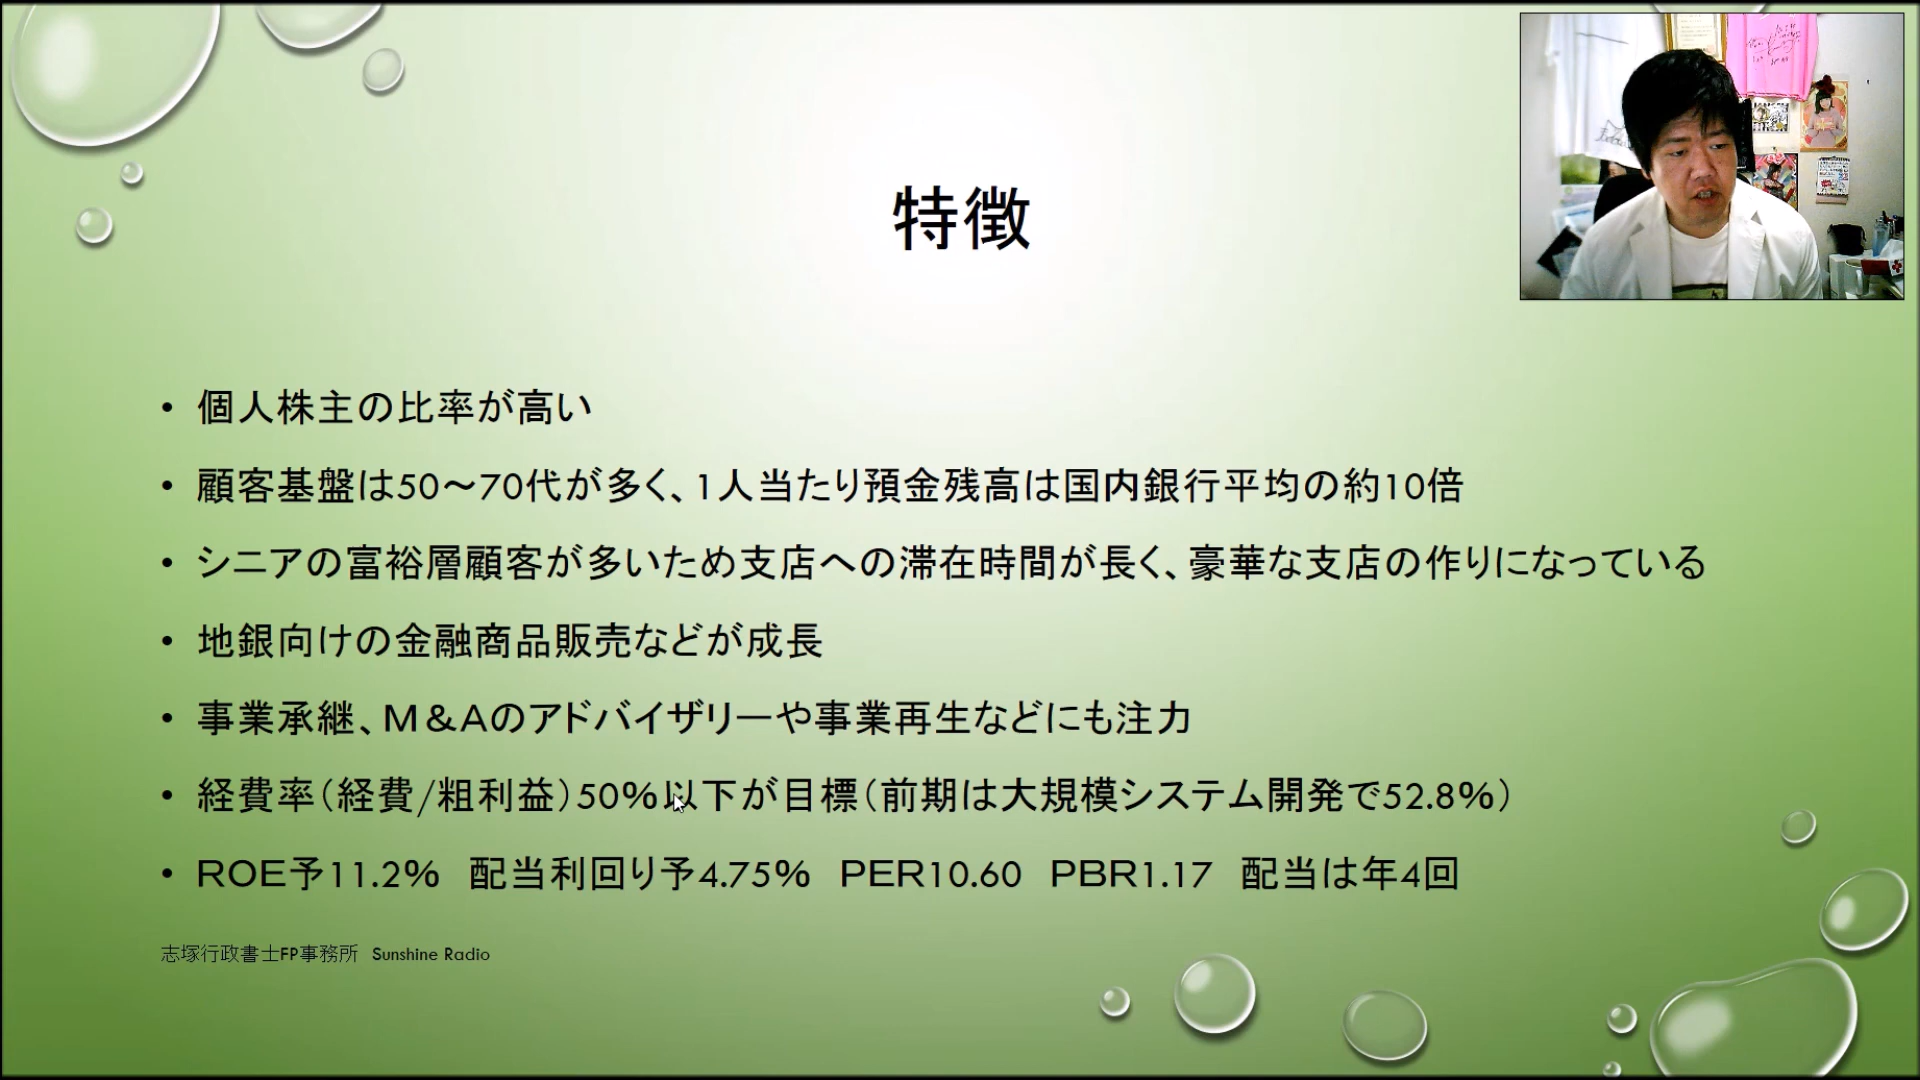 特徴
• 個人株主の比率が高い
• 顧客基盤は50～70代が多く、1人当たり預金残高は国内銀行平均の約10倍
• シニアの富裕層顧客が多いため支店への滞在時間が長く、豪華な支店の作りになっている
• 地銀向けの金融商品販売などが成長
• 事業承継、M＆Aのアドバイザリーや事業再生などにも注力
• 経費率（経費/粗利益）50%以下が目標（前期は大規模システム開発で52.8%）
• ROE予11.2%　配当利回り予4.75%　PER10.60　PBR1.17　配当は年4回
志塚行政書士FP事務所　Sunshine Radio